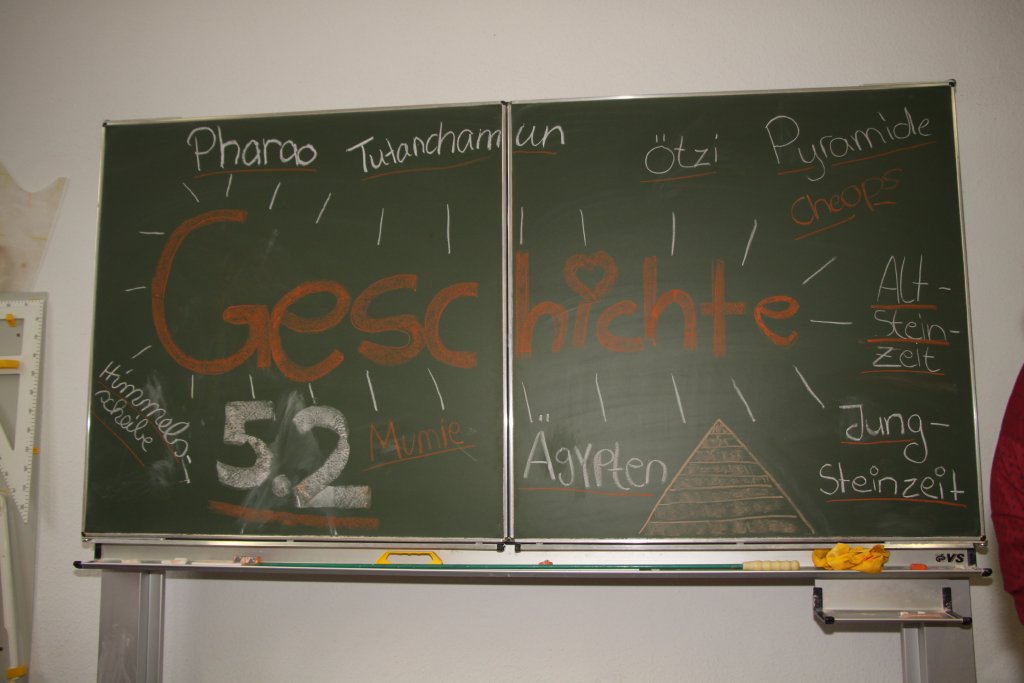 Pharao
Tutanchamun
Ötzi
Pyramide
Cheops
Geschichte
Alt-
Stein-
zeit
Himmels-
scheibe
5.2
Mumie
Ägypten
Jung-
Steinzeit
VS